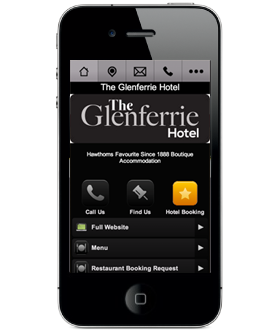 The Glenferrie Hotel
The
Glenferrie
Hotel
Hawthorns Favourite Since 1888 Boutique
Accommodation
Call Us
Find Us
Hotel Booking
Full Website
Menu
Restaurant Booking Request